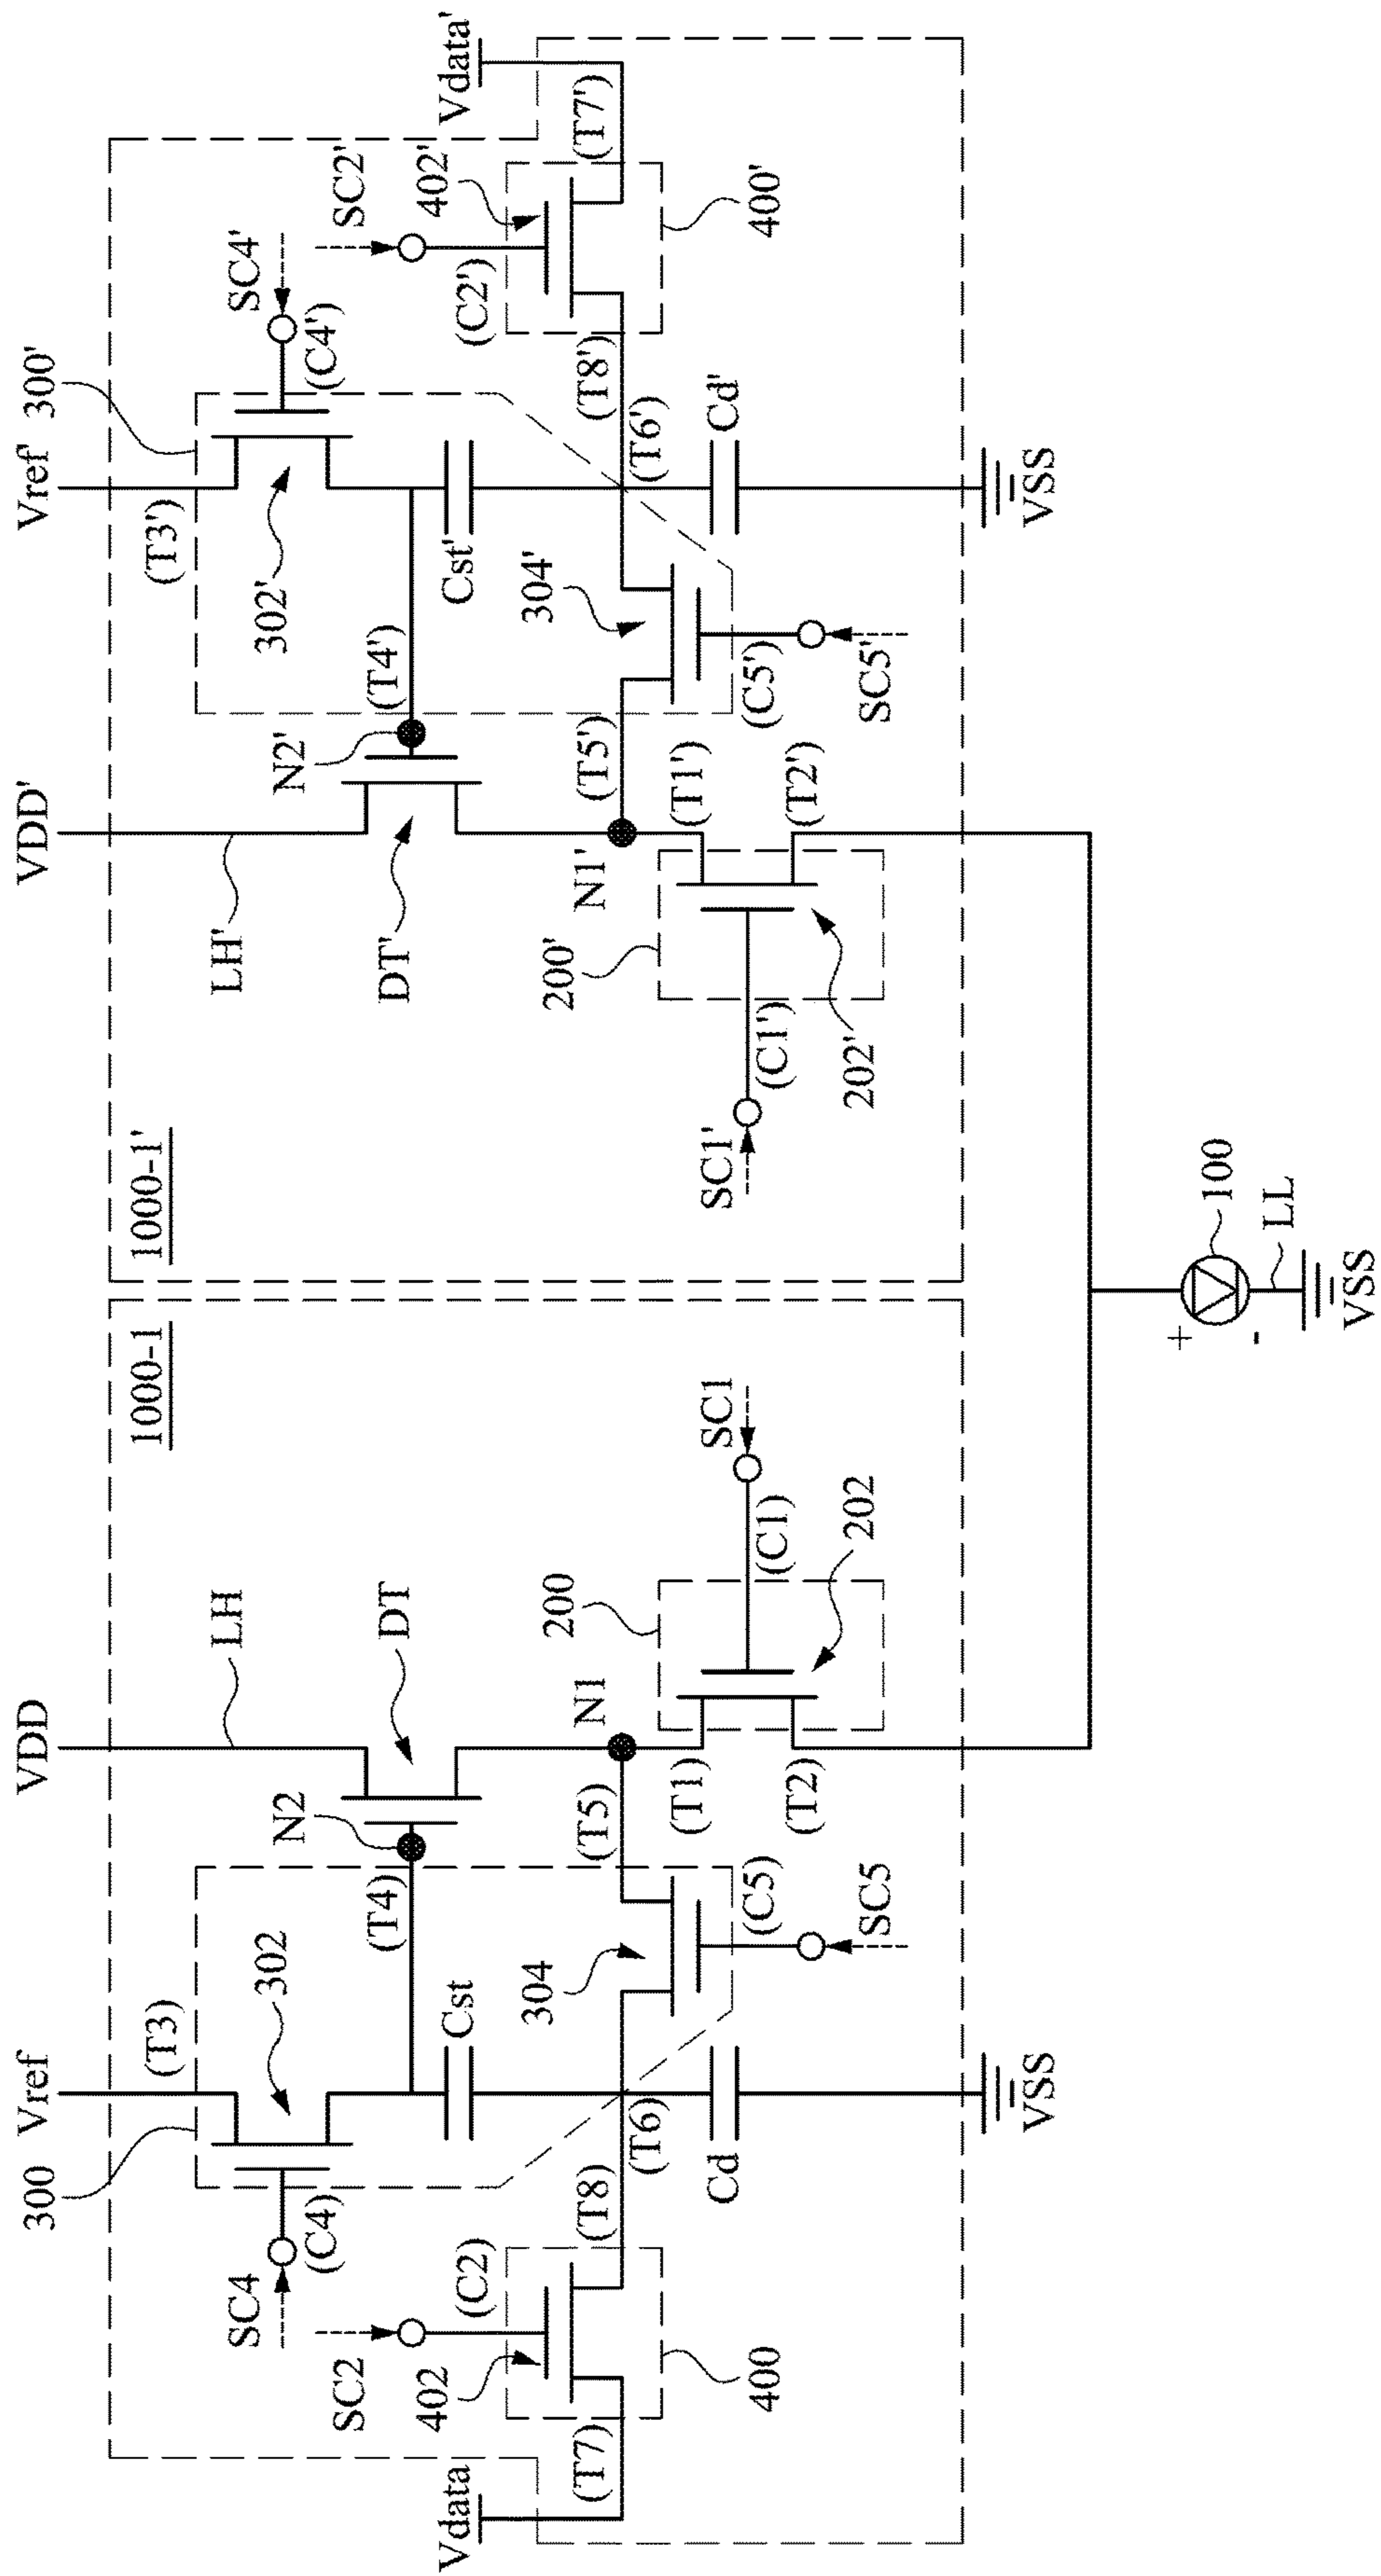 Vref
VDD
VDD'
Vref
300
(T3)
LH
LH'
(T3')
300'
1000-1
1000-1'
SC4
(C4)
302
N2
DT
DT'
N2'
302'
(C4')
SC4'
SC2
(T4)
(T4')
SC2'
Vdata
402
(C2)
Cst
Cst'
(C2')
402'
Vdata'
(T7)
(T8)
304
(T5)
N1
200
200'
N1'
(T5')
304'
(T8')
(T7')
(T6)
(T1)
SC1
SC1'
(T1')
(T6')
400
Cd
(C5)
(C1)
(C1')
(C5')
Cd'
400'
(T2)
(T2')
SC5
202
202'
SC5'
VSS
VSS
+
100
-
LL
VSS